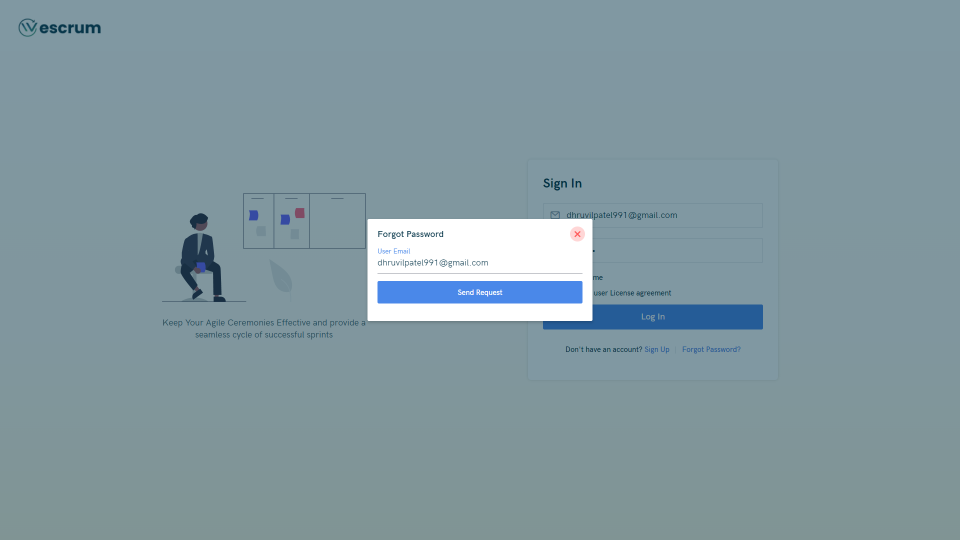 escrum
Keep Your Agile Ceremonies Effective and provide a
seamless cycle of successful sprints
Forgot Password
User Email
dhruvilpatel991@gmail.com
Send Request
Sign In
dhruvilpatel991@gmail.com
me
user License agreement
Log In
Don't have an account? Sign Up
Forgot Password?